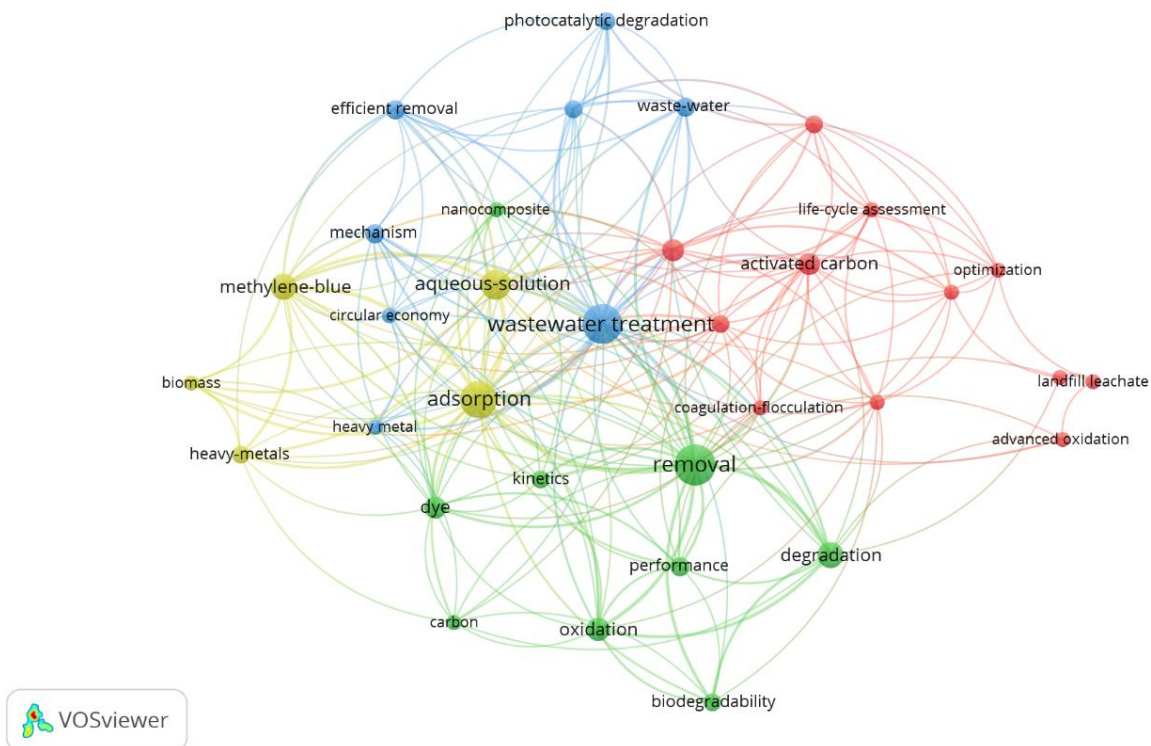 photocatalytic degradation
efficient removal
waste-water
nanocomposite
life-cycle assessment
mechanism
activated carbon
optimization
methylene-blue
aqueous-solution
circular economy
wastewater treatment
biomass
landfill leachate
adsorption
coagulation-flocculation
heavy metal
advanced oxidation
heavy-metals
removal
kinetics
dye
degradation
performance
carbon
oxidation
biodegradability
VOSviewer